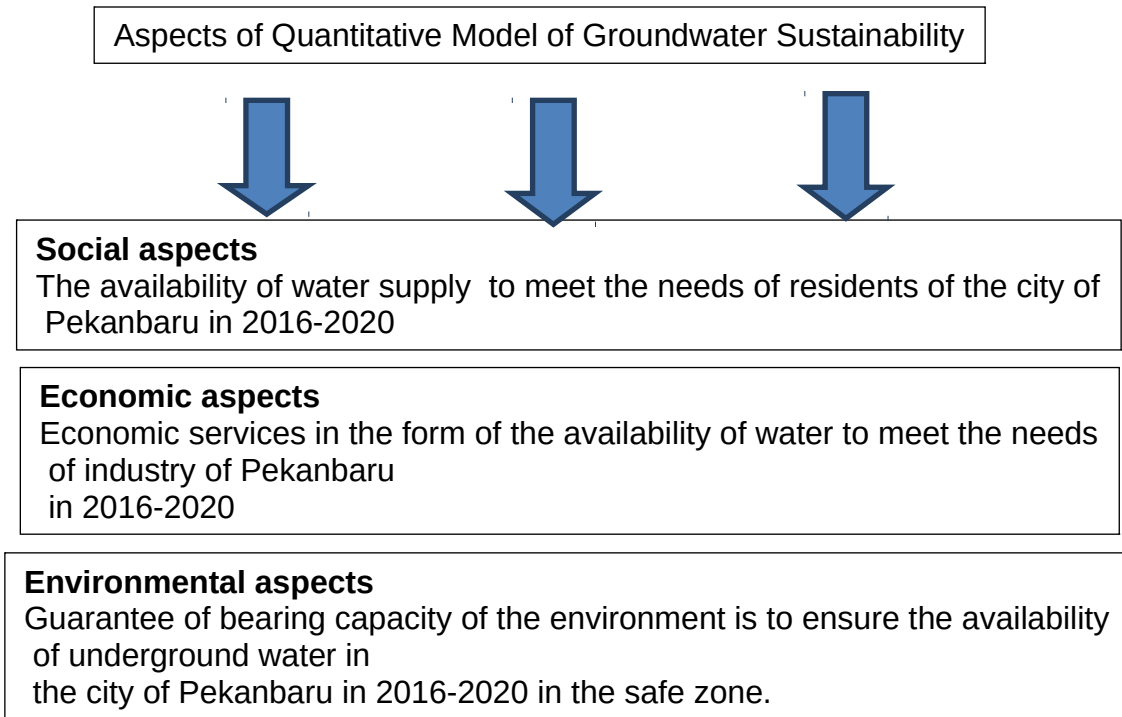 Aspects of Quantitative Model of Groundwater Sustainability
Social aspects
The availability of water supply  to meet the needs of residents of the city of
Pekanbaru in 2016-2020
Economic aspects
Economic services in the form of the availability of water to meet the needs
of industry of Pekanbaru
in 2016-2020
Environmental aspects
Guarantee of bearing capacity of the environment is to ensure the availability
of underground water in
the city of Pekanbaru in 2016-2020 in the safe zone.